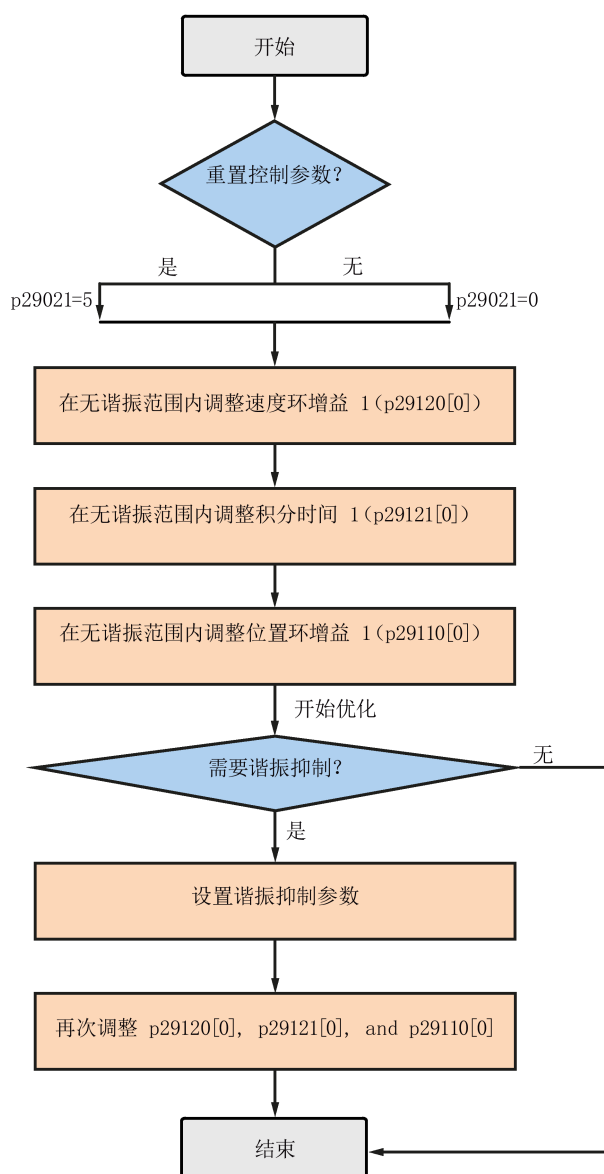 开始
重置控制参数？
是
无
p29021=5
p29021=0
在无谐振范围内调整速度环增益 1（p29120[0]）
在无谐振范围内调整积分时间 1（p29121[0]）
在无谐振范围内调整位置环增益 1（p29110[0]）
开始优化
需要谐振抑制？
无
是
设置谐振抑制参数
再次调整 p29120[0], p29121[0], and p29110[0]
结束